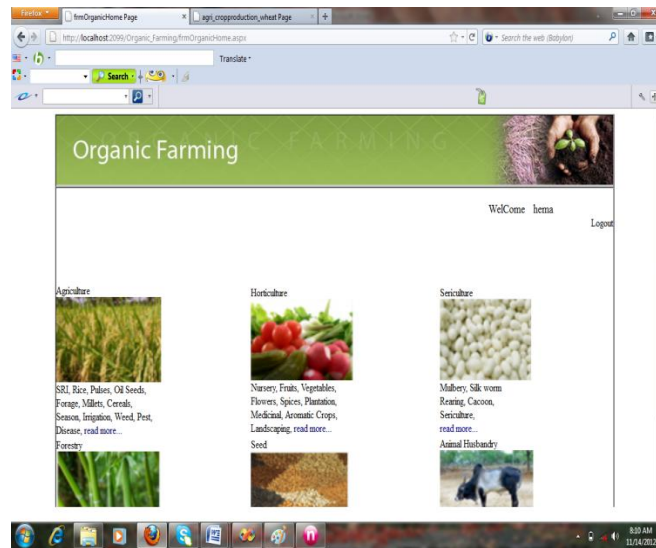 Firefox
frmOrganicHome Page
agri_cropproduction_wheat Page
http://localhost:2099/Organic_Farming/frmOrganicHome.aspx
Search the web (Babylon)
Translate
Search
Organic Farming
ORGANIC FARMING
WelCome hema
Logout
Agriculture
SRI, Rice, Pulses, Oil Seeds,
Forage, Millets, Cereals,
Season, Irrigation, Weed, Pest,
Disease, read more...
Horticulture
Nursery, Fruits, Vegetables,
Flowers, Spices, Plantation,
Medicinal, Aromatic Crops,
Landscaping, read more...
Sericulture
Mulbery, Silk worm
Rearing, Cacoon,
Sericulture,
read more...
Forestry
Seed
Animal Husbandry
8:10 AM
11/14/2012